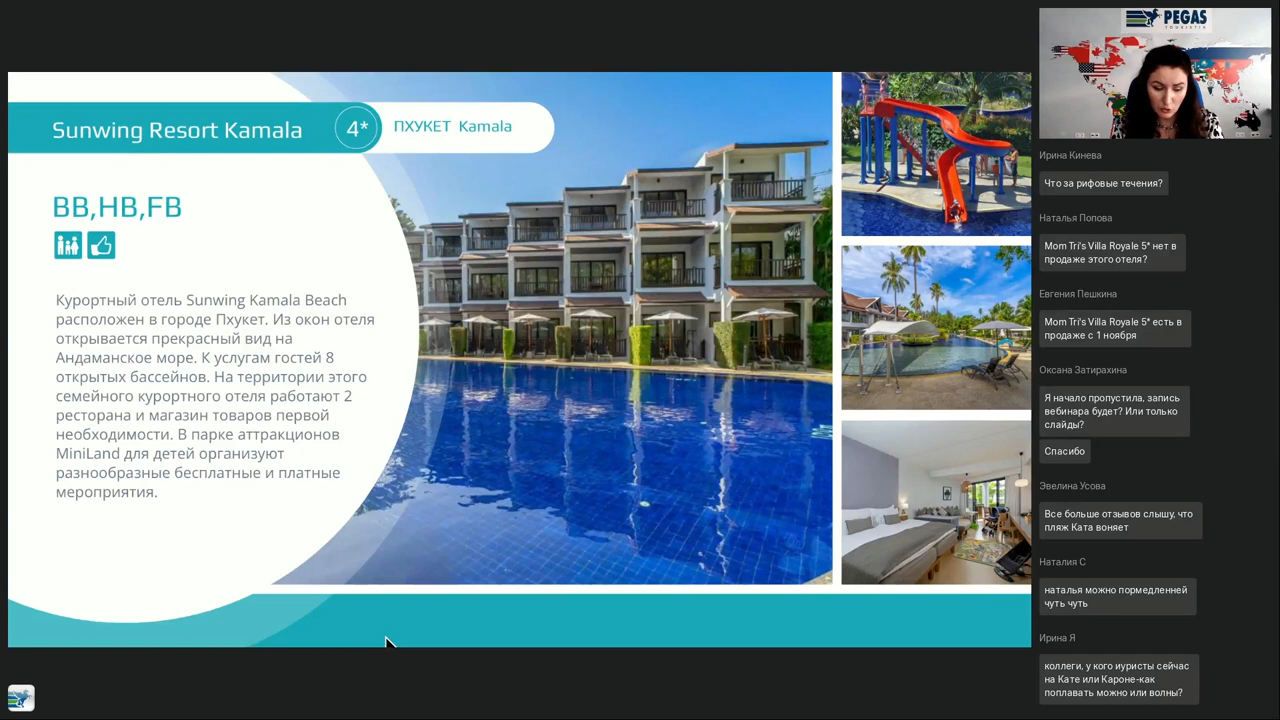 Sunwing Resort Kamala
4*
ПХУКЕТ Kamala
BB,HB,FB
Курортный отель Sunwing Kamala Beach
расположен в городе Пхукет. Из окон отеля
открывается прекрасный вид на
Андаманское море. К услугам гостей 8
открытых бассейнов. На территории этого
семейного курортного отеля работают 2
ресторана и магазин товаров первой
необходимости. В парке аттракционов
MiniLand для детей организуют
разнообразные бесплатные и платные
мероприятия.
PEGAS
TOURISTIK
Ирина Кинева
Что за рифовые течения?
Наталья Попова
Mom Tri's Villa Royale 5* нет в
продаже этого отеля?
Евгения Пешкина
Mom Tri's Villa Royale 5* есть в
продаже с 1 ноября
Оксана Затирахина
Я начало пропустила, запись
вебинара будет? Или только
слайды?
Спасибо
Эвелина Усова
Все больше отзывов слышу, что
пляж Ката воняет
Наталия С
наталья можно пормедленней
чуть чуть
Ирина Я
коллеги, у кого иуристы сейчас
на Кате или Кароне-как
поплавать можно или волны?